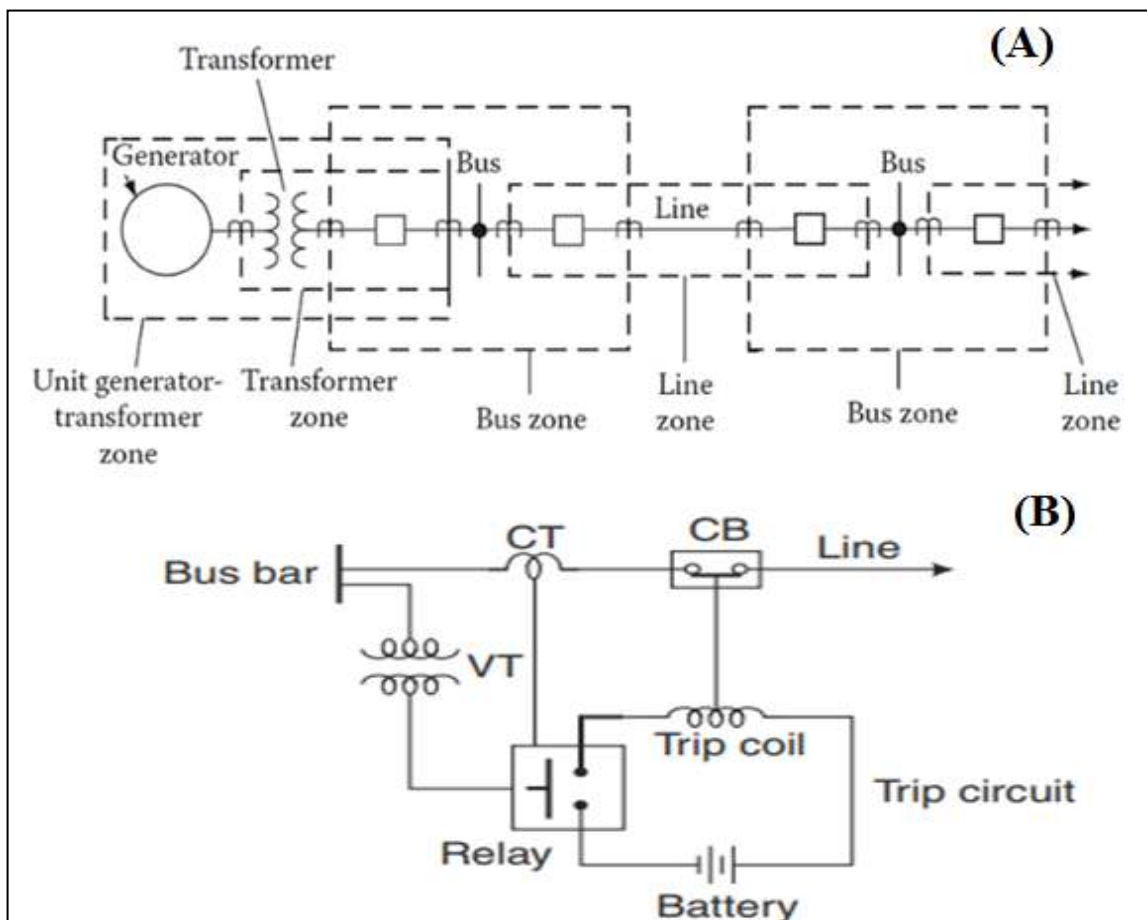 (A)
Transformer
Generator
Bus
Line
Bus
Unit generator-
transformer
zone
Transformer
zone
Bus zone
Line
zone
Bus zone
Line
zone
(B)
CT
CB
Line
Bus bar
VT
Trip coil
Trip circuit
Relay
Battery